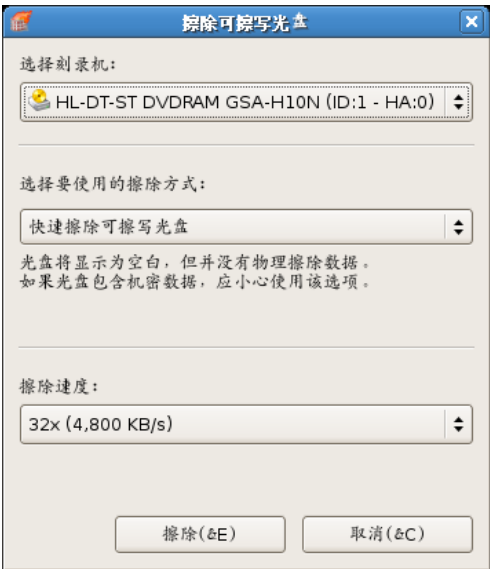 擦除可擦写光盘
选择刻录机：
HL-DT-ST DVDRAM GSA-H10N (ID:1 - HA:0)
选择要使用的擦除方式：
快速擦除可擦写光盘
光盘将显示为空白，但并没有物理擦除数据。
如果光盘包含机密数据，应小心使用该选项。
擦除速度：
32x (4,800 KB/s)
擦除(&E)
取消(&C)